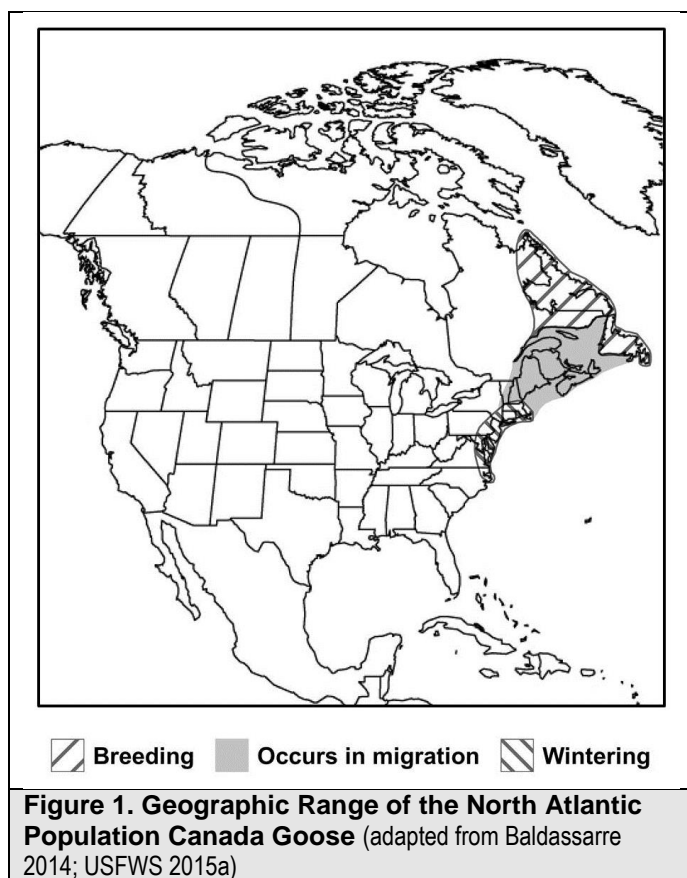 Breeding Occurs in migration Wintering
Figure 1. Geographic Range of the North Atlantic
Population Canada Goose (adapted from Baldassarre
2014; USFWS 2015a)